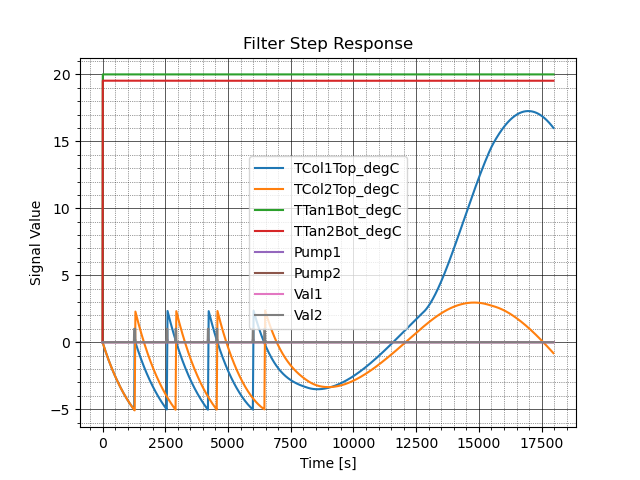 Filter Step Response
20
15
10
5
0
−5
Signal Value
TCol1Top_degC
TCol2Top_degC
TTan1Bot_degC
TTan2Bot_degC
Pump1
Pump2
Val1
Val2
0 2500 5000 7500 10000 12500 15000 17500
Time [s]